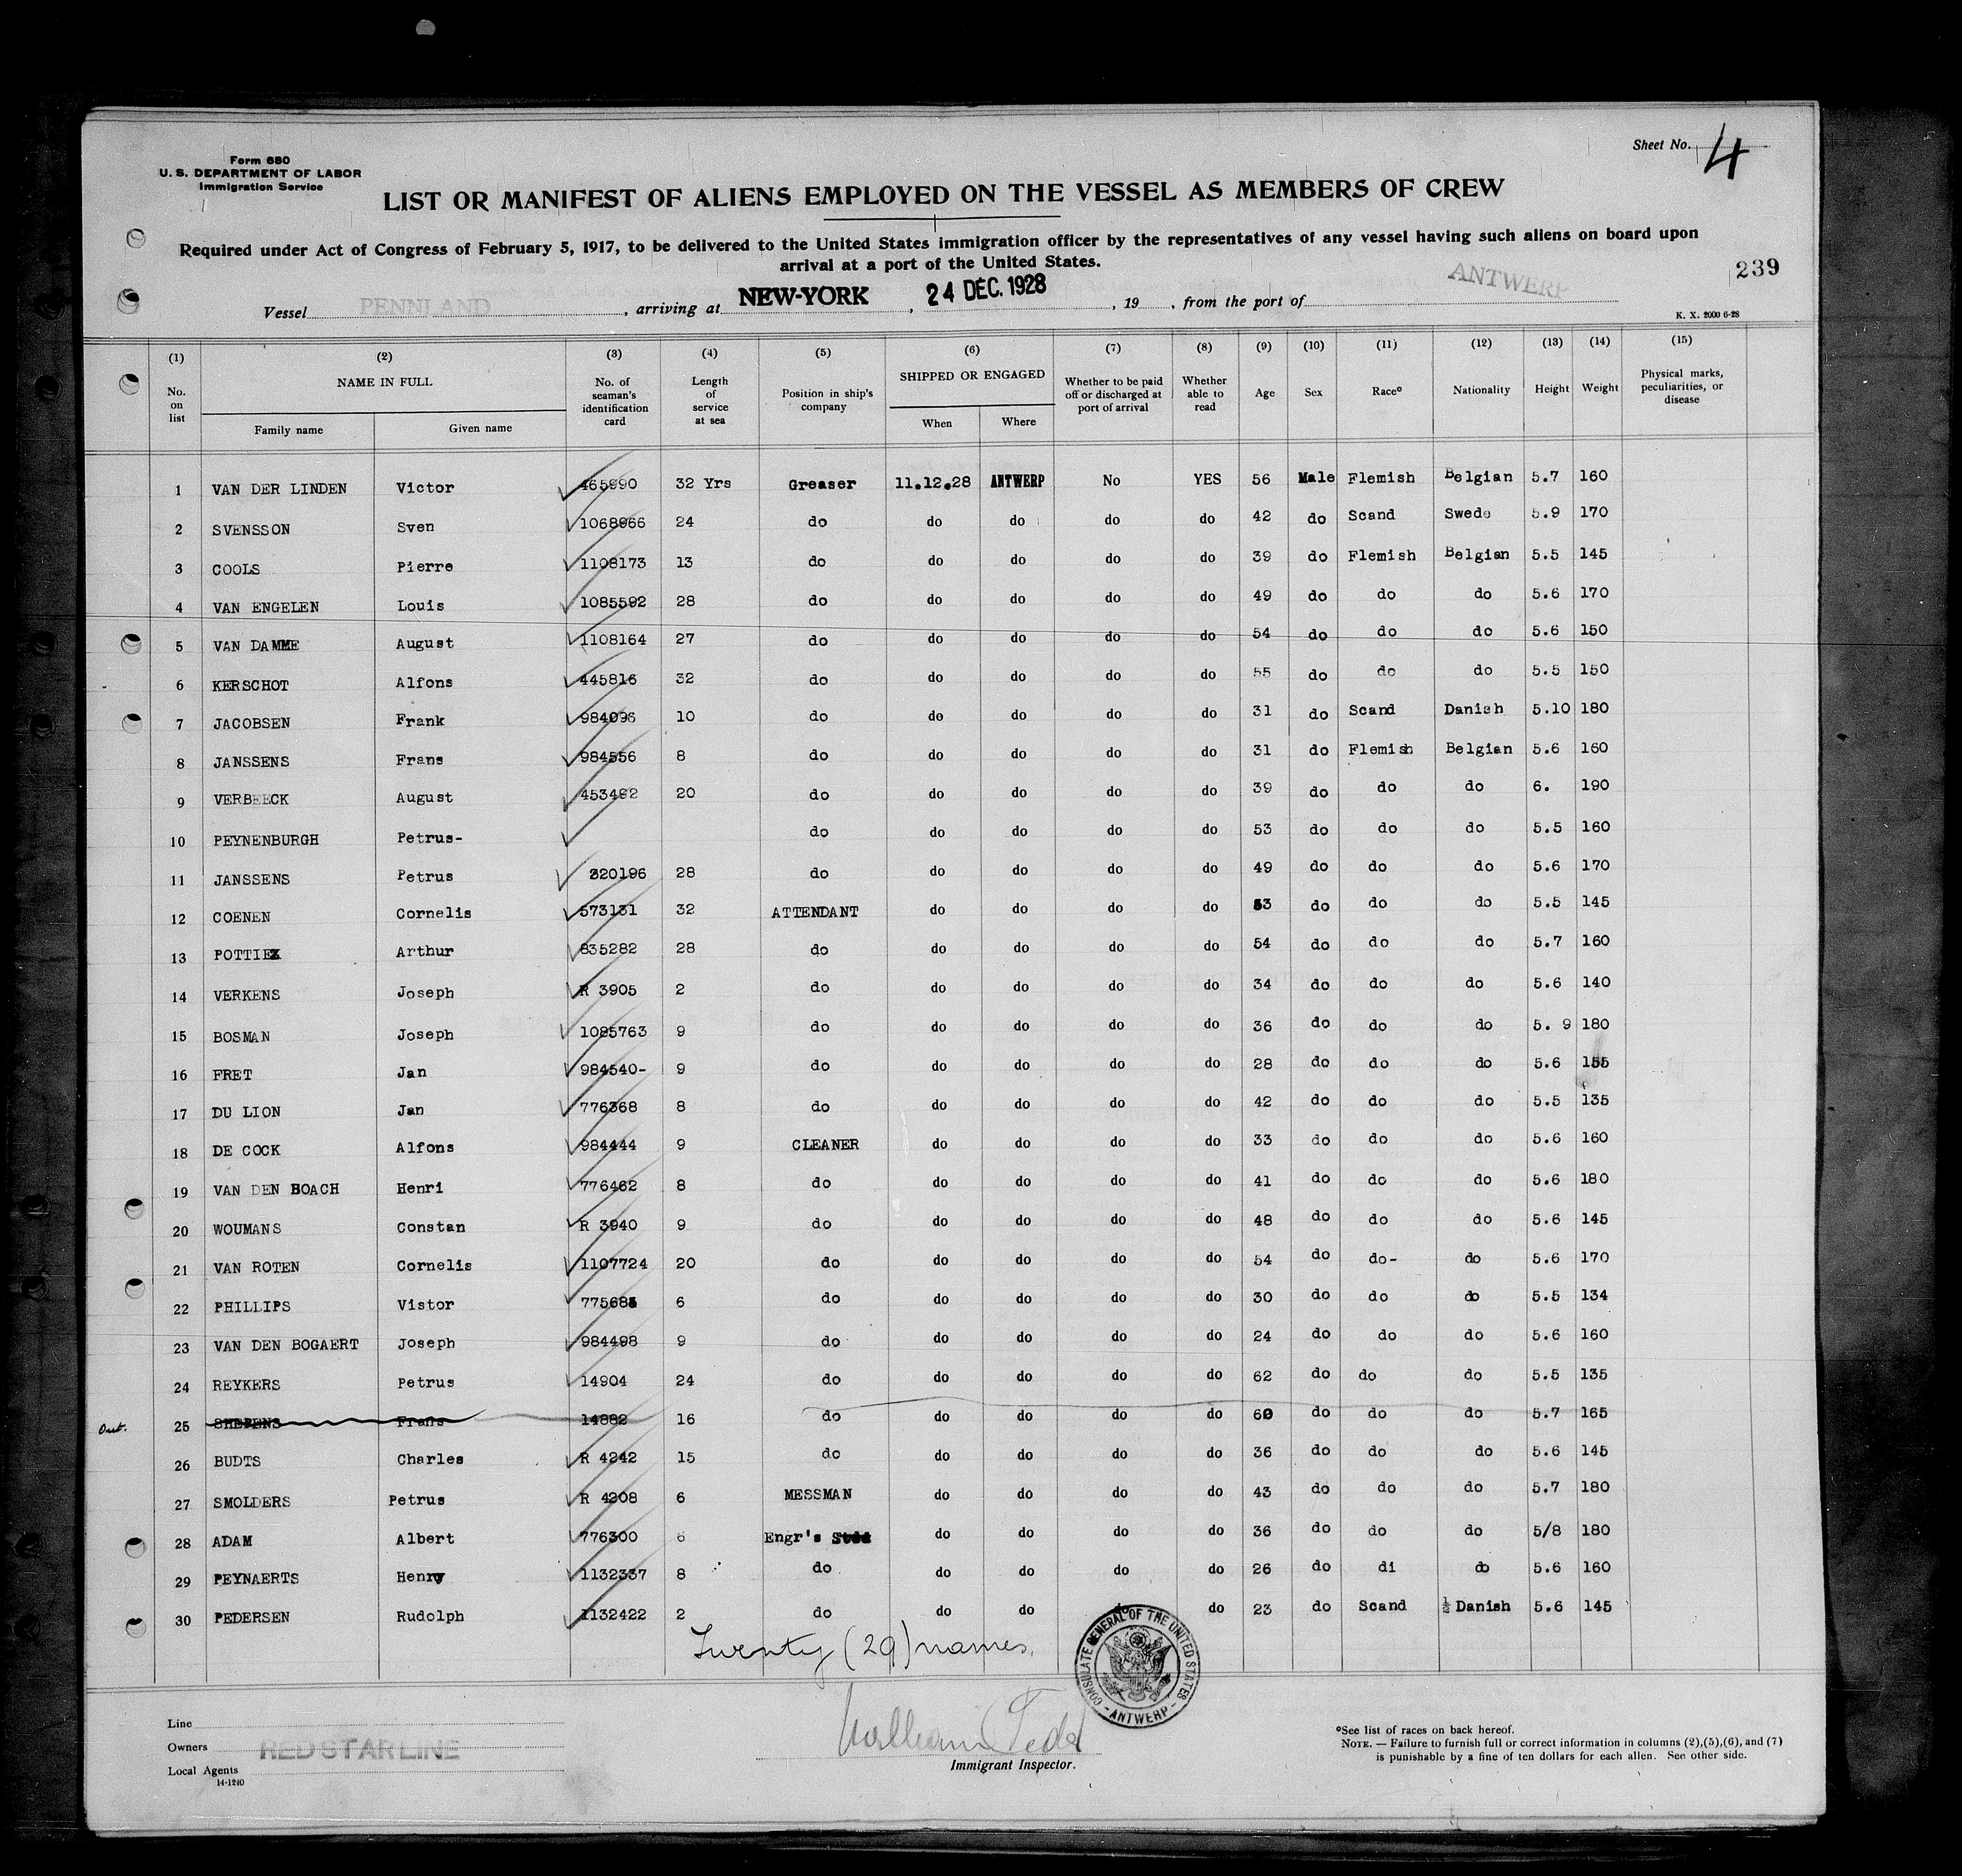 Form 680
U. S. DEPARTMENT OF LABOR
Immigration Service
Sheet No. 4
LIST OR MANIFEST OF ALIENS EMPLOYED ON THE VESSEL AS MEMBERS OF CREW
Required under Act of Congress of February 5, 1917, to be delivered to the United States immigration officer by the representatives of any vessel having such aliens on board upon
arrival at a port of the United States.
239
Vessel PENNLAND, arriving at NEW-YORK, 24 DEC. 1928, 19 , from the port of ANTWERP
K. X. 2000 6-28
(1) (2) (3) (4) (5) (6) (7) (8) (9) (10) (11) (12) (13) (14) (15)
No. on list NAME IN FULL Family name Given name No. of seaman's identification card Length of service at sea Position in ship's company SHIPPED OR ENGAGED When Where Whether to be paid off or discharged at port of arrival Whether able to read Age Sex Race° Nationality Height Weight Physical marks, peculiarities, or disease
1 VAN DER LINDEN Victor 465990 32 Yrs Greaser 11.12.28 ANTWERP No YES 56 Male Flemish Belgian 5.7 160
2 SVENSSON Sven 1068966 24 do do do do do 42 do Scand Swede 5.9 170
3 COOLS Pierre 1108173 13 do do do do do 39 do Flemish Belgian 5.5 145
4 VAN ENGELEN Louis 1085592 28 do do do do do 49 do do do 5.6 170
5 VAN DAMME August 1108164 27 do do do do do 54 do do do 5.6 150
6 KERSCHOT Alfons 445816 32 do do do do do 55 do do do 5.5 150
7 JACOBSEN Frank 984096 10 do do do do do 31 do Scand Danish 5.10 180
8 JANSSENS Frans 984556 8 do do do do do 31 do Flemish Belgian 5.6 160
9 VERBEECK August 453492 20 do do do do do 39 do do do 6. 190
10 PEYNENBURGH Petrus- do do do do do 53 do do do 5.5 160
11 JANSSENS Petrus 320196 28 do do do do do 49 do do do 5.6 170
12 COENEN Cornelis 573131 32 ATTENDANT do do do do 53 do do do 5.5 145
13 POTTIEZ Arthur 835282 28 do do do do do 54 do do do 5.7 160
14 VERKENS Joseph R 3905 2 do do do do do 34 do do do 5.6 140
15 BOSMAN Joseph 1085763 9 do do do do do 36 do do do 5. 9 180
16 FRET Jan 984540- 9 do do do do do 28 do do do 5.6 155
17 DU LION Jan 776368 8 do do do do do 42 do do do 5.5 135
18 DE COCK Alfons 984444 9 CLEANER do do do do 33 do do do 5.6 160
19 VAN DEN BOACH Henri 776462 8 do do do do do 41 do do do 5.6 180
20 WOUMANS Constan R 3940 9 do do do do do 48 do do do 5.6 145
21 VAN ROTEN Cornelis 1107724 20 do do do do do 54 do do- do 5.6 170
22 PHILLIPS Vistor 775685 6 do do do do do 30 do do do 5.5 134
23 VAN DEN BOGAERT Joseph 984498 9 do do do do do 24 do do do 5.6 160
24 REYKERS Petrus 14904 24 do do do do do 62 do do do 5.5 135
Out. 25 SHEPENS Frans 14882 16 do do do do do 60 do do do 5.7 165
26 BUDTS Charles R 4242 15 do do do do do 36 do do do 5.6 145
27 SMOLDERS Petrus R 4208 6 MESSMAN do do do do 43 do do do 5.7 180
28 ADAM Albert 776300 6 Engr's do do do do 36 do do do 5/8 180
29 PEYNAERTS Henry 1132337 8 do do do do do 26 do di do 5.6 160
30 PEDERSEN Rudolph 1132422 2 do do do do do 23 do Scand ½ Danish 5.6 145
Twenty (29) names.
CONSULATE GENERAL OF THE UNITED STATES - ANTWERP -
Line
Owners RED STAR LINE
Local Agents
14-1240
William Tedd
Immigrant Inspector.
°See list of races on back hereof.
NOTE. — Failure to furnish full or correct information in columns (2),(5),(6), and (7)
is punishable by a fine of ten dollars for each alien. See other side.